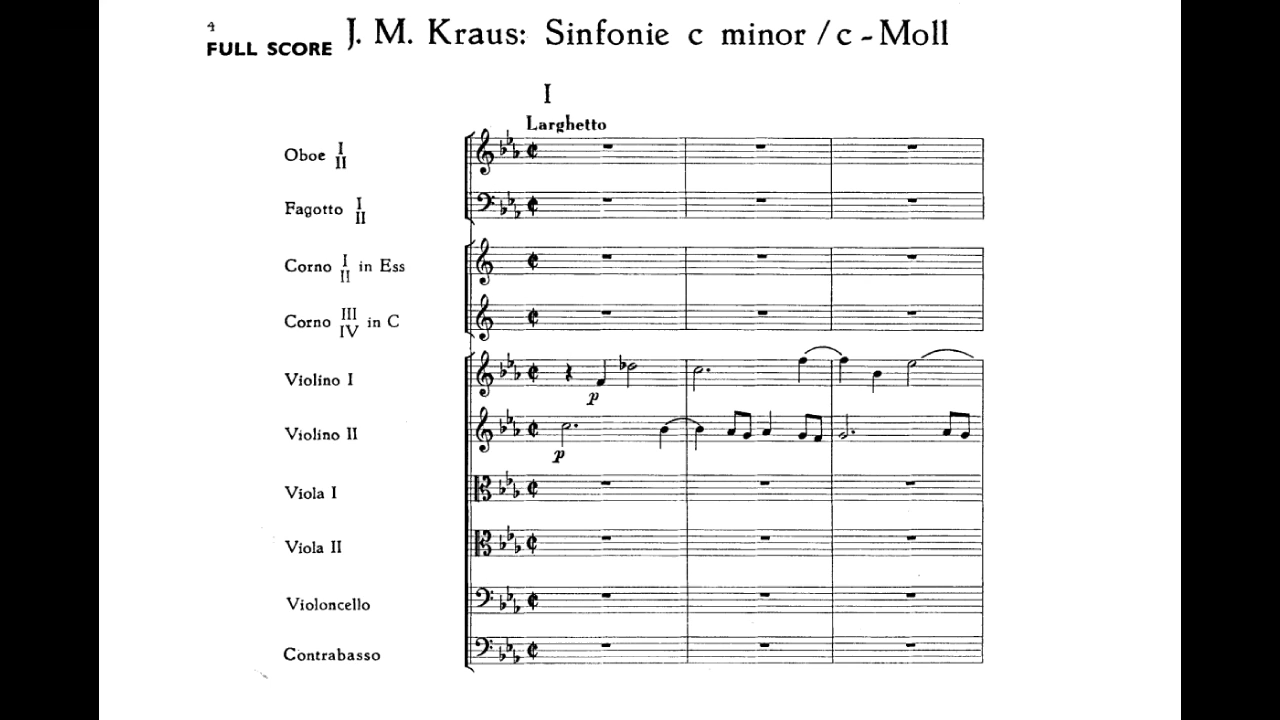 4
FULL SCORE
J. M. Kraus: Sinfonie c minor / c - Moll
I
Larghetto
Oboe I II
Fagotto I II
Corno I II in Ess
Corno III IV in C
Violino I
p
Violino II
p
Viola I
Viola II
Violoncello
Contrabasso